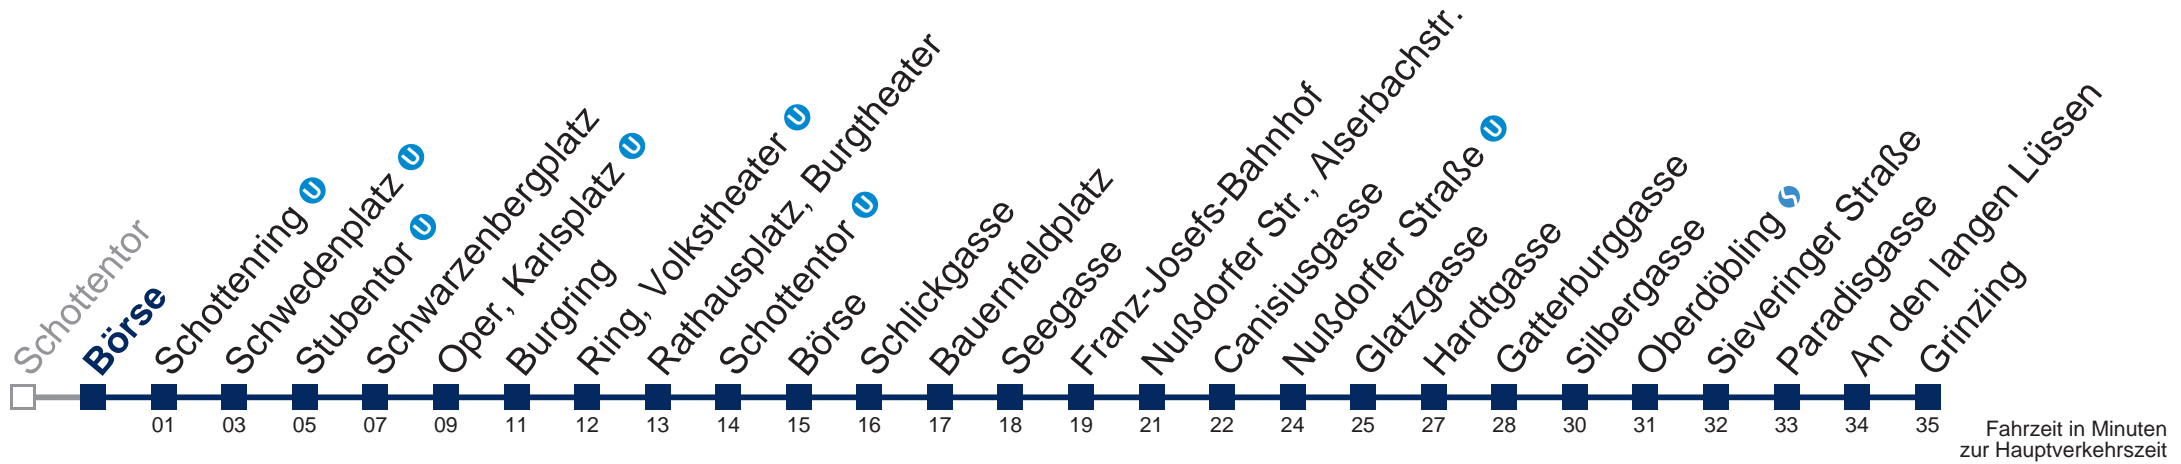 Schottentor
Börse
Schottenring U
Schwedenplatz U
Stubentor U
Schwarzenbergplatz
Oper, Karlsplatz U
Burgring
Ring, Volkstheater U
Rathausplatz, Burgtheater
Schottentor U
Börse
Schlickgasse
Bauernfeldplatz
Seegasse
Franz-Josefs-Bahnhof
Nußdorfer Str., Alserbachstr.
Canisiusgasse
Nußdorfer Straße U
Glatzgasse
Hardtgasse
Gatterburggasse
Silbergasse
Oberdöbling S
Sieveringer Straße
Paradisgasse
An den langen Lüssen
Grinzing
01 03 05 07 09 11 12 13 14 15 16 17 18 19 21 22 24 25 27 28 30 31 32 33 34 35
Fahrzeit in Minuten
zur Hauptverkehrszeit